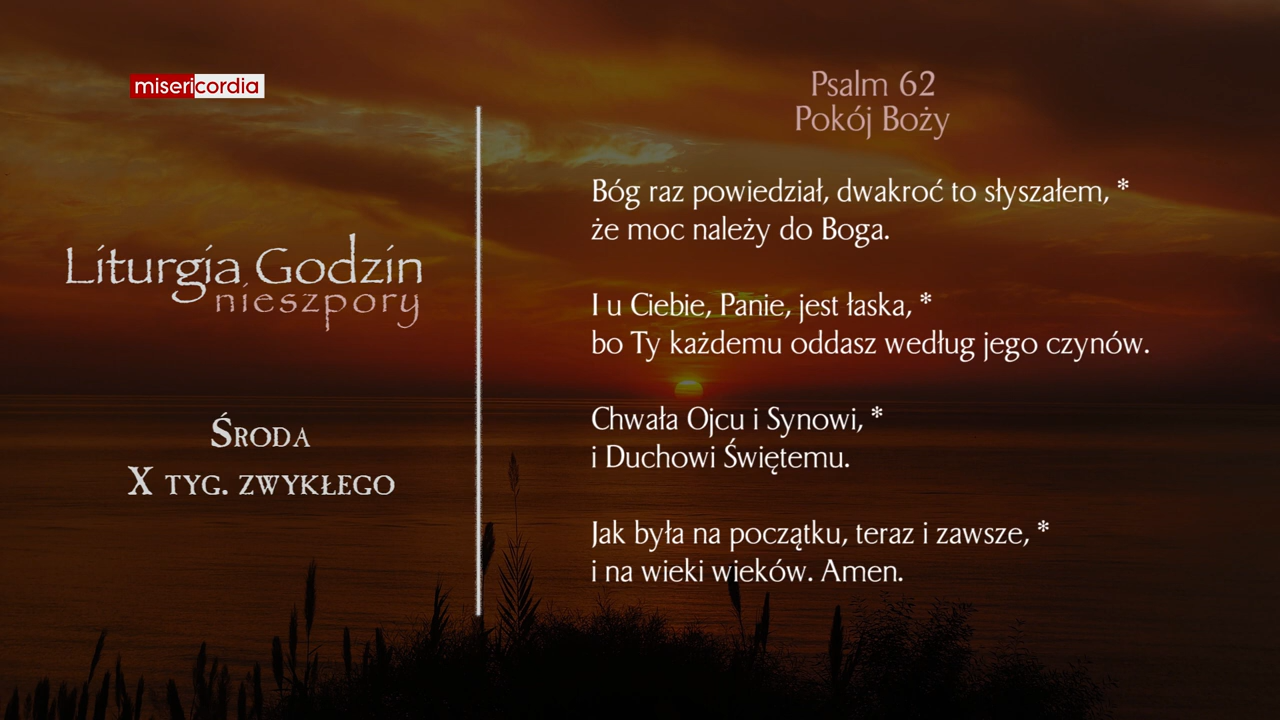 misericordia
Liturgia Godzin
nieszpory
Środa
X tyg. zwykłego
Psalm 62
Pokój Boży
Bóg raz powiedział, dwakroć to słyszałem, *
że moc należy do Boga.
I u Ciebie, Panie, jest łaska, *
bo Ty każdemu oddasz według jego czynów.
Chwała Ojcu i Synowi, *
i Duchowi Świętemu.
Jak była na początku, teraz i zawsze, *
i na wieki wieków. Amen.